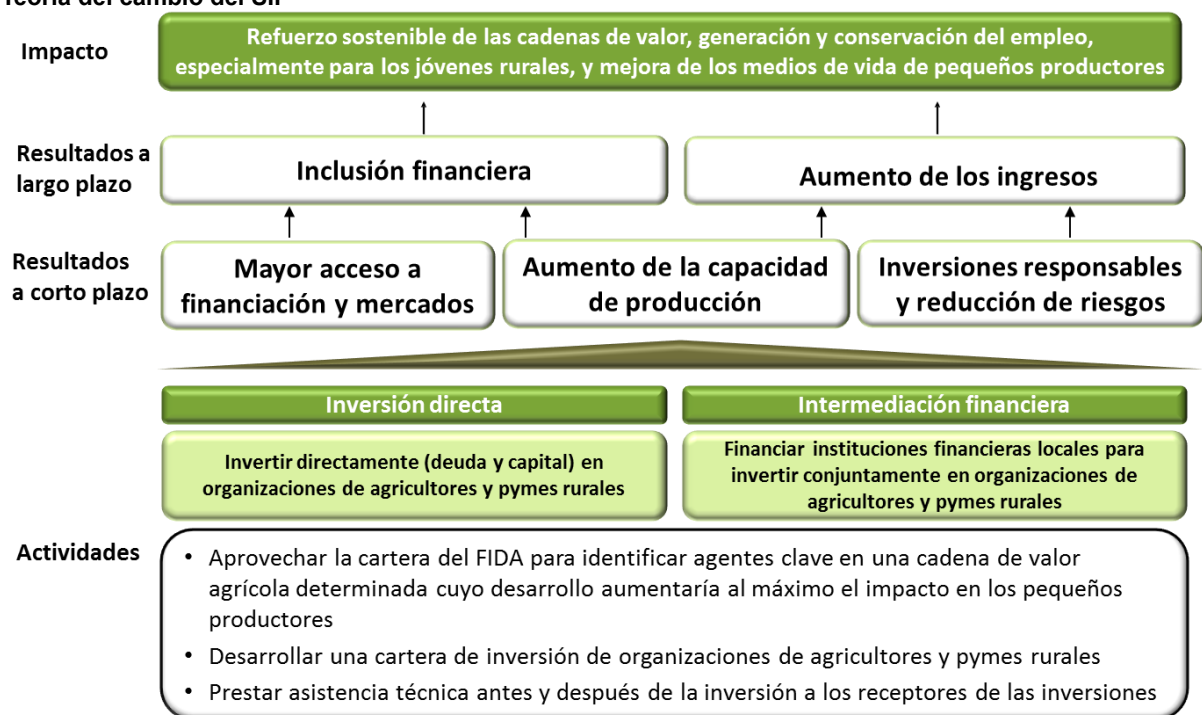 Teoría del cambio del SIF
Impacto
Refuerzo sostenible de las cadenas de valor, generación y conservación del empleo,
especialmente para los jóvenes rurales, y mejora de los medios de vida de pequeños productores
Resultados a
largo plazo
Inclusión financiera
Aumento de los ingresos
Resultados
a corto plazo
Mayor acceso a
financiación y mercados
Aumento de la capacidad
de producción
Inversiones responsables
y reducción de riesgos
Inversión directa
Intermediación financiera
Invertir directamente (deuda y capital) en
organizaciones de agricultores y pymes rurales
Financiar instituciones financieras locales para
invertir conjuntamente en organizaciones de
agricultores y pymes rurales
Actividades
• Aprovechar la cartera del FIDA para identificar agentes clave en una cadena de valor
agrícola determinada cuyo desarrollo aumentaría al máximo el impacto en los pequeños
productores
• Desarrollar una cartera de inversión de organizaciones de agricultores y pymes rurales
• Prestar asistencia técnica antes y después de la inversión a los receptores de las inversiones